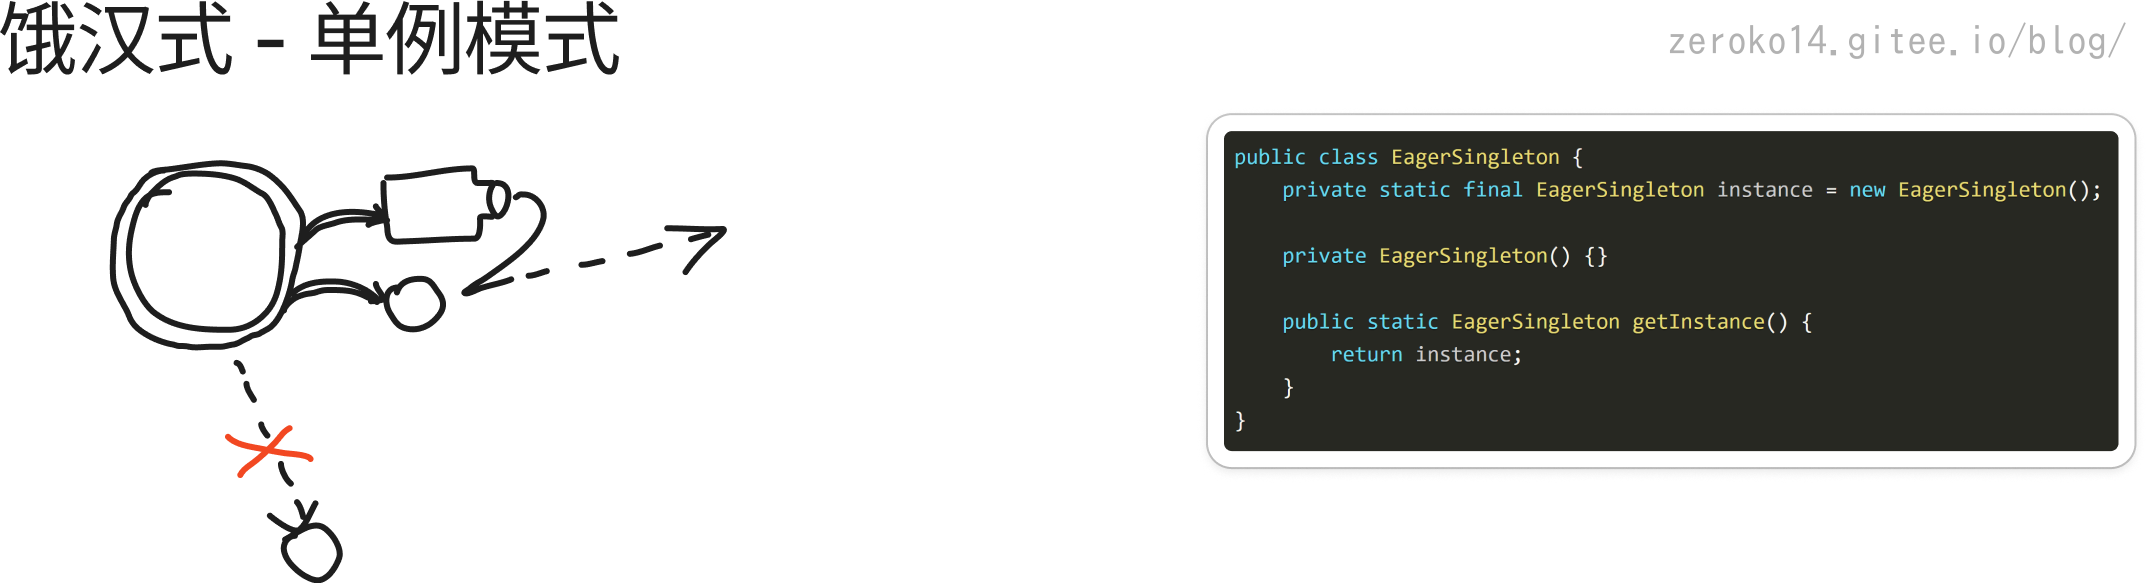 饿汉式 - 单例模式
zeroko14.gitee.io/blog/
public class EagerSingleton {
    private static final EagerSingleton instance = new EagerSingleton();
    private EagerSingleton() {}
    public static EagerSingleton getInstance() {
        return instance;
    }
}